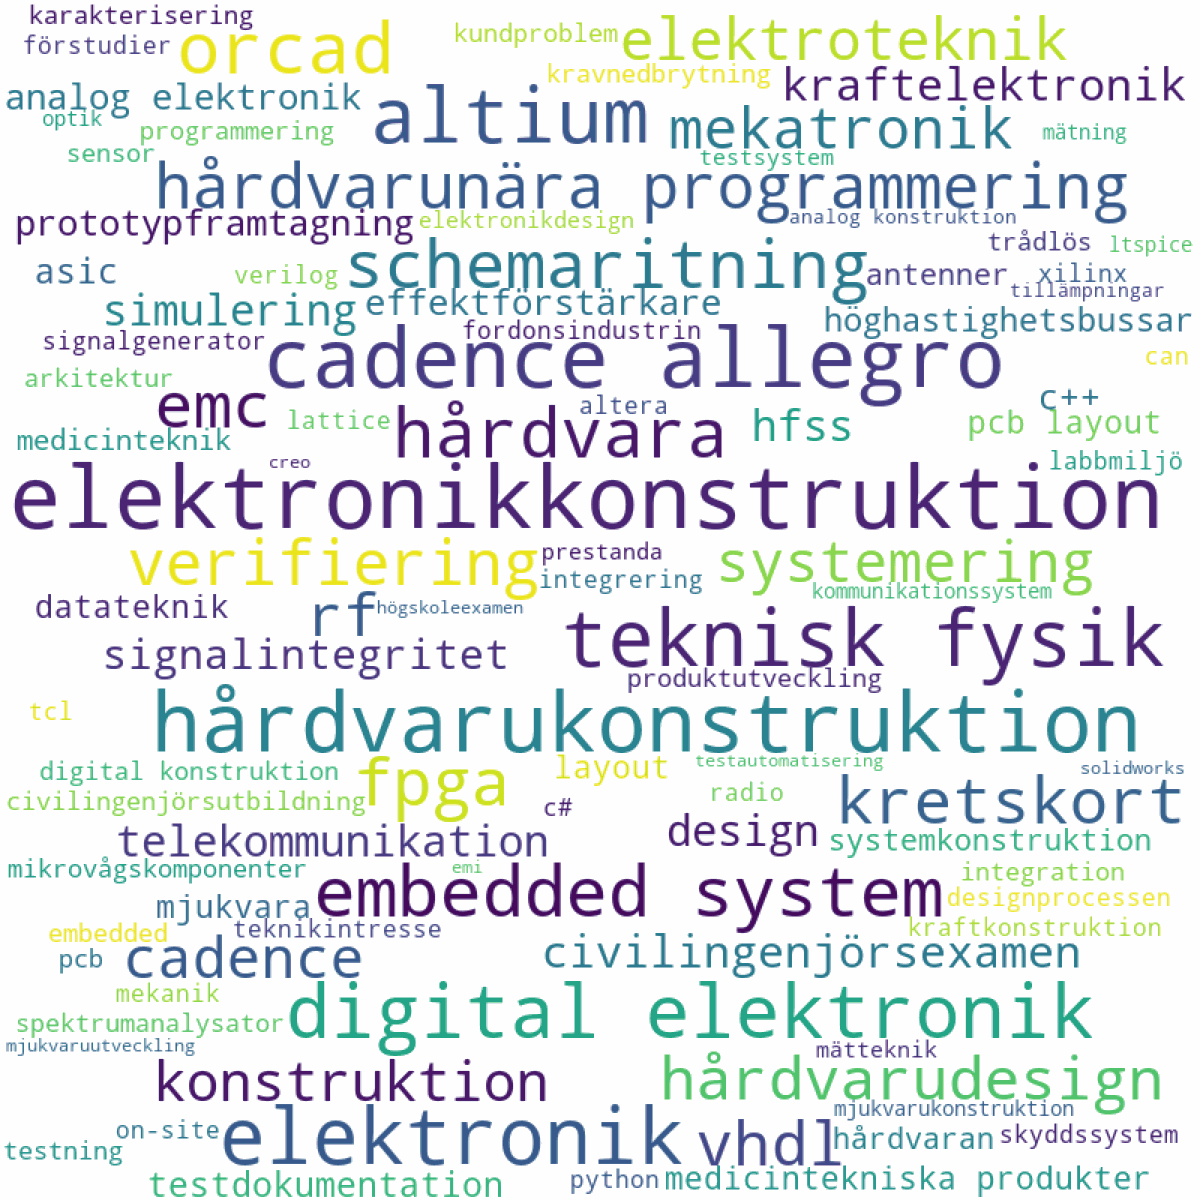 karakterisering
förstudier
orcad
kundproblem
elektroteknik
kravnedbrytning
kraftelektronik
analog elektronik
optik
altium
mekatronik
mätning
programmering
sensor
testsystem
hårdvarunära programmering
prototypframtagning
elektronikdesign
analog konstruktion
trådlös
ltspice
asic
verilog
schemaritning
antenner
xilinx
tillämpningar
simulering
effektförstärkare
höghastighetsbussar
signalgenerator
fordonsindustrin
cadence allegro
can
arkitektur
emc
lattice
altera
c++
hårdvara
hfss
pcb layout
medicinteknik
creo
labbmiljö
elektronikkonstruktion
verifiering
prestanda
integrering
systemering
kommunikationssystem
datateknik
rf
högskoleexamen
teknisk fysik
signalintegritet
produktutveckling
tcl
hårdvarukonstruktion
digital konstruktion
fpga
layout
testautomatisering
solidworks
civilingenjörsutbildning
c#
radio
kretskort
telekommunikation
design
systemkonstruktion
mikrovågskomponenter
emi
integration
embedded system
mjukvara
designprocessen
embedded
teknikintresse
kraftkonstruktion
pcb
cadence
civilingenjörsexamen
mekanik
digital elektronik
spektrumanalysator
mjukvaruutveckling
mätteknik
konstruktion
hårdvarudesign
mjukvarukonstruktion
on-site
elektronik
vhdl
hårdvaran
skyddssystem
testning
testdokumentation
python
medicintekniska produkter